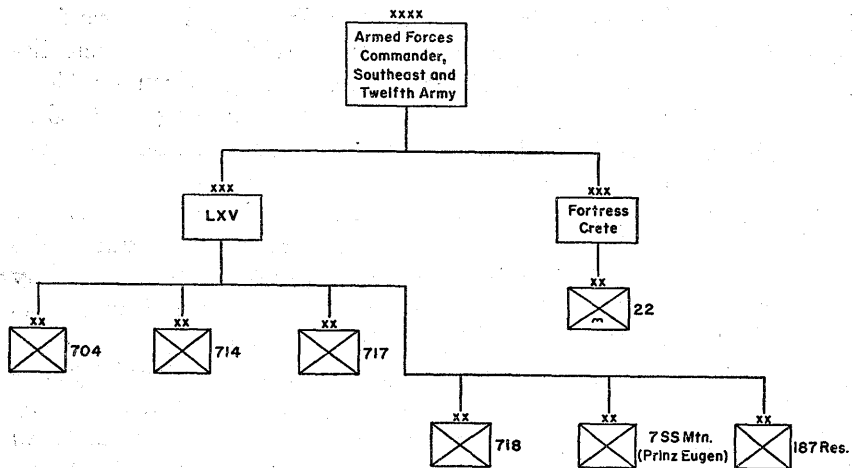 xxxx
Armed Forces
Commander,
Southeast and
Twelfth Army
xxx
LXV
xxx
Fortress
Crete
xx
22
m
xx
704
xx
714
xx
717
xx
718
xx
7 SS Mtn.
(Prinz Eugen)
xx
187 Res.